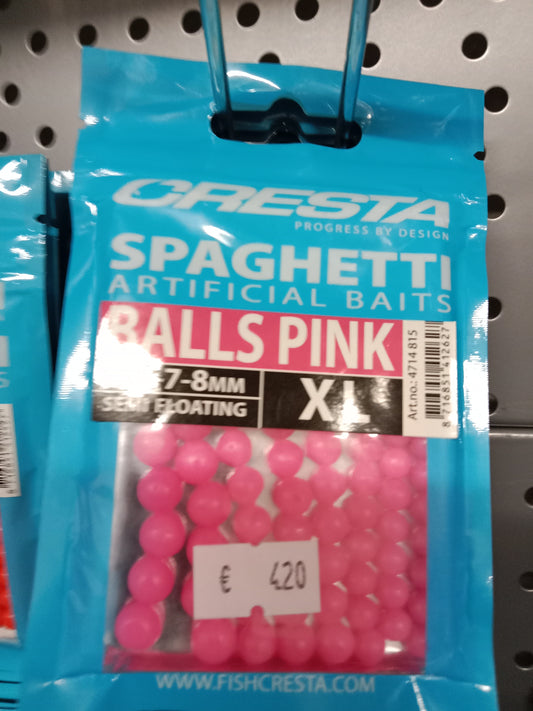 CRESTA
PROGRESS BY DESIGN
SPAGHETTI
ARTIFICIAL BAITS
BALLS PINK
7-8MM
XL
SEMI FLOATING
Art.no.: 4714 815
8 716851 412627
€ 420
WWW.FISHCRESTA.COM